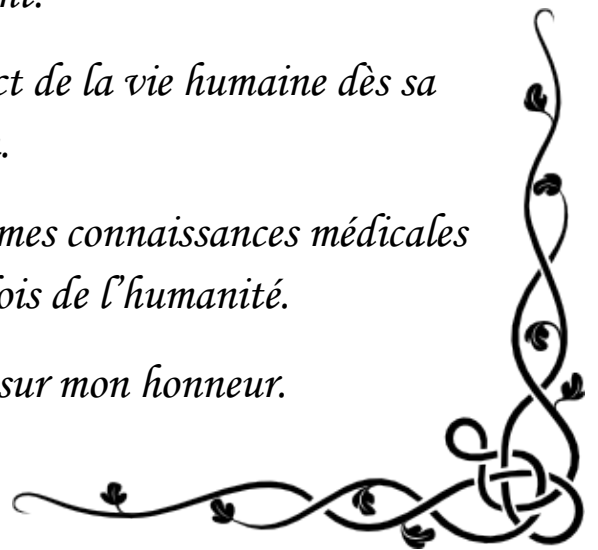 nt.
ct de la vie humaine dès sa
mes connaissances médicales
ois de l’humanité.
sur mon honneur.